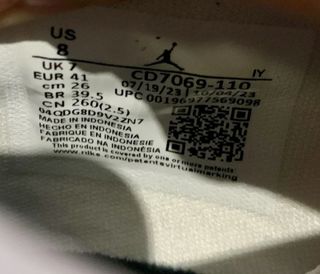 US
8
UK 7
EUR 41
cm 26
BR 39.5
CN 260(2.5)
CD7069-110
07/19/23 10/04/23
UPC 00196977569098
IY
04QDG8D9V2ZN7
MADE IN INDONESIA
HECHO EN INDONESIA
FABRIQUE EN INDONESIE
FABRICADO NA INDONÉSIA
This product is covered by one or more patents:
www.nike.com/patentsvirtualmarking